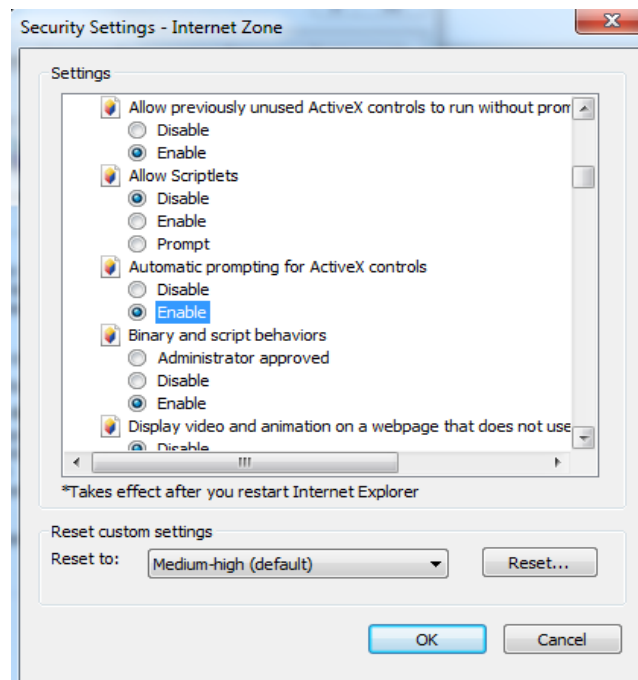 Security Settings - Internet Zone
Settings
Allow previously unused ActiveX controls to run without pron
Disable
Enable
Allow Scriptlets
Disable
Enable
Prompt
Automatic prompting for ActiveX controls
Disable
Enable
Binary and script behaviors
Administrator approved
Disable
Enable
Display video and animation on a webpage that does not use
Disable
*Takes effect after you restart Internet Explorer
Reset custom settings
Reset to:
Medium-high (default)
Reset...
OK
Cancel